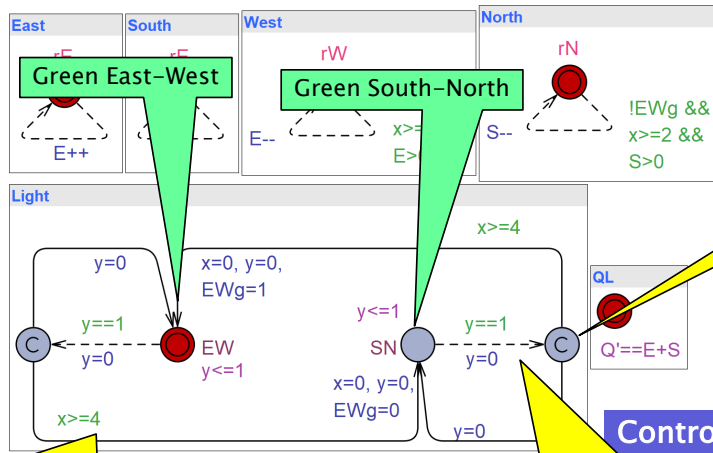 East
South
West
North
rW
rN
Green East–West
Green South–North
E++
E--
S--
!EWg &&
x>=2 &&
S>0
Light
x>=4
y=0
x=0, y=0,
EWg=1
QL
y==1
y<=1
y==1
C
EW
SN
C
y=0
y<=1
y=0
Q'==E+S
x=0, y=0,
EWg=0
x>=4
y=0